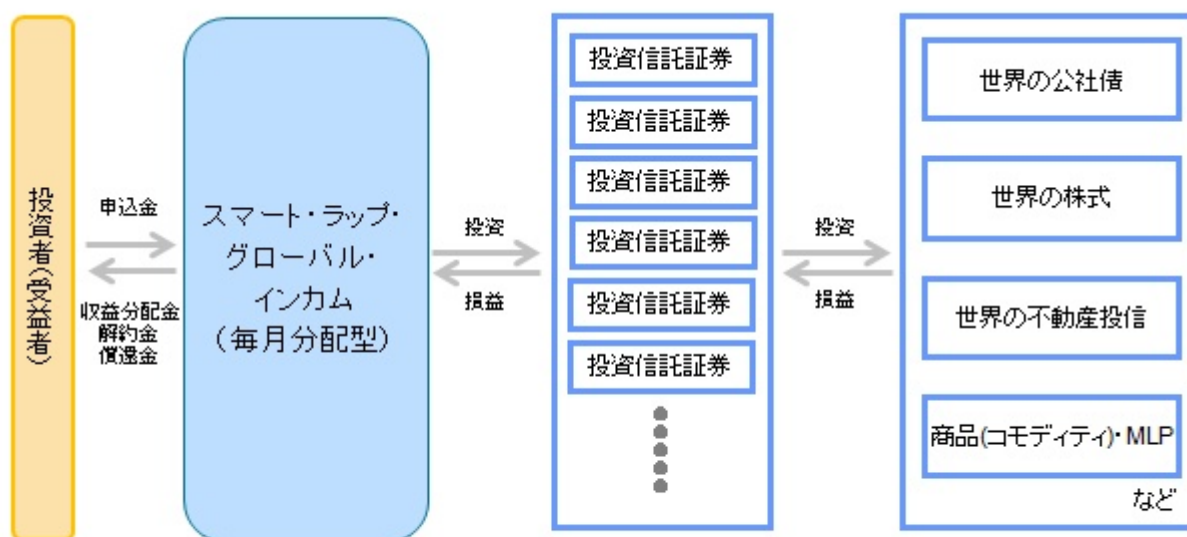 投資者(受益者)
申込金
収益分配金
解約金
償還金
スマート・ラップ・
グローバル・
インカム
(毎月分配型)
投資
損益
投資信託証券
投資信託証券
投資信託証券
投資信託証券
投資信託証券
投資信託証券
投資
損益
世界の公社債
世界の株式
世界の不動産投信
商品(コモディティ)・MLP
など